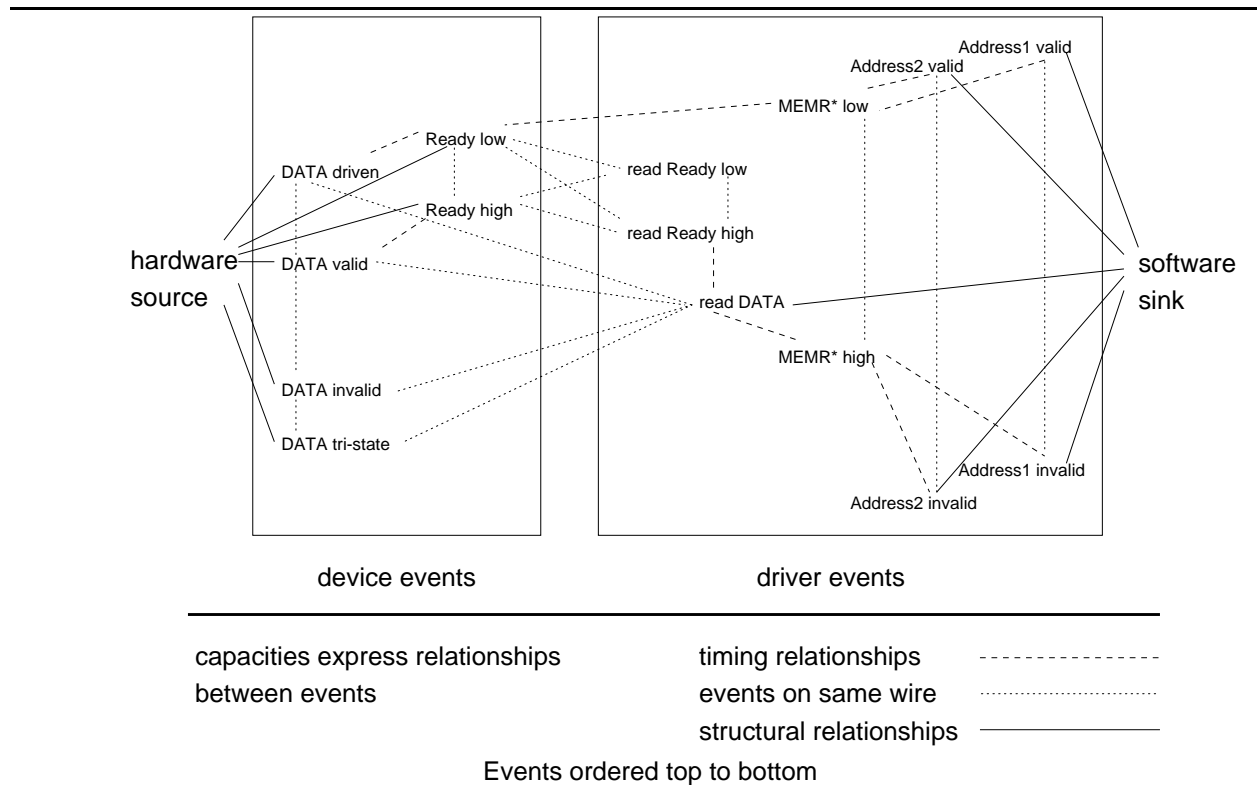 Address1 valid
Address2 valid
MEMR* low
Ready low
DATA driven
read Ready low
Ready high
read Ready high
hardware
source
DATA valid
software
sink
read DATA
MEMR* high
DATA invalid
DATA tri-state
Address1 invalid
Address2 invalid
device events
driver events
capacities express relationships
between events
timing relationships
events on same wire
structural relationships
Events ordered top to bottom